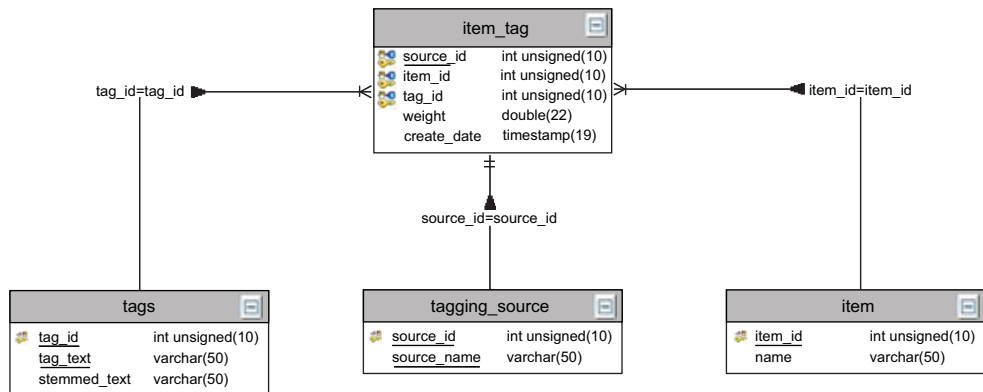 item_tag
source_id int unsigned(10)
item_id int unsigned(10)
tag_id int unsigned(10)
weight double(22)
create_date timestamp(19)
tag_id=tag_id
item_id=item_id
source_id=source_id
tags
tag_id int unsigned(10)
tag_text varchar(50)
stemmed_text varchar(50)
tagging_source
source_id int unsigned(10)
source_name varchar(50)
item
item_id int unsigned(10)
name varchar(50)